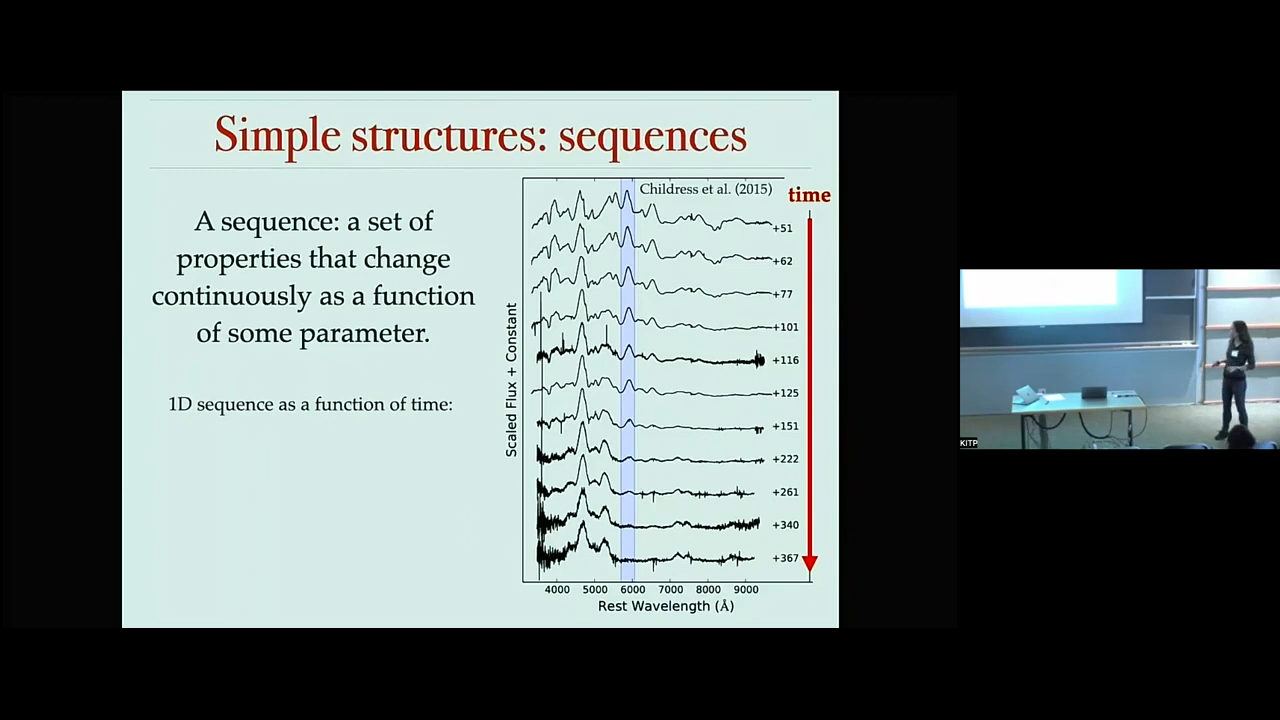 Simple structures: sequences
A sequence: a set of
properties that change
continuously as a function
of some parameter.
1D sequence as a function of time:
Childress et al. (2015)
time
+51
+62
+77
+101
+116
+125
+151
+222
+261
+340
+367
Scaled Flux + Constant
4000 5000 6000 7000 8000 9000
Rest Wavelength (Å)
KITP